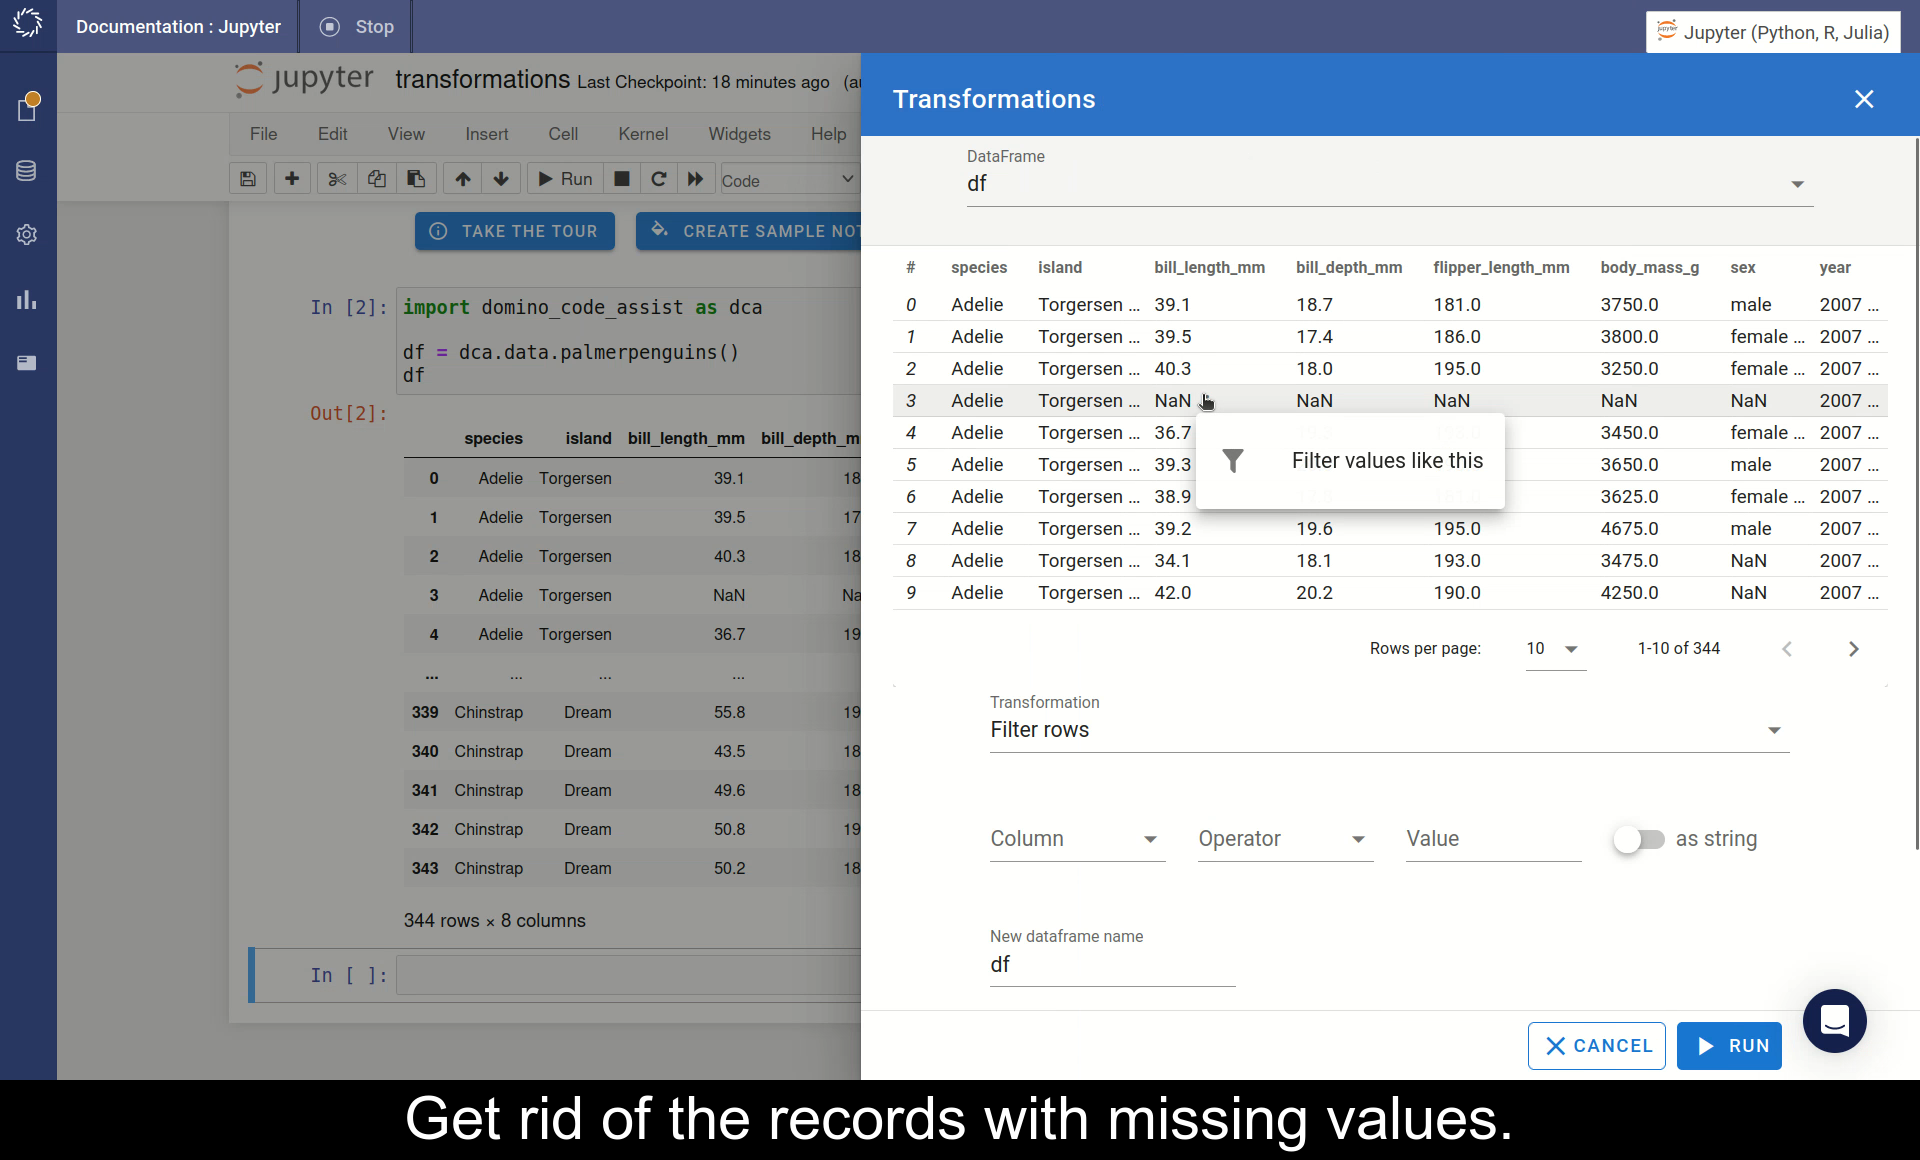 Documentation : Jupyter
Stop
Jupyter (Python, R, Julia)
jupyter transformations Last Checkpoint: 18 minutes ago (au
File Edit View Insert Cell Kernel Widgets Help
Run
Code
TAKE THE TOUR
CREATE SAMPLE NOT
In [2]:
import domino_code_assist as dca
df = dca.data.palmerpenguins()
df
Out[2]:
species island bill_length_mm bill_depth_m
0 Adelie Torgersen 39.1 18
1 Adelie Torgersen 39.5 17
2 Adelie Torgersen 40.3 18
3 Adelie Torgersen NaN Na
4 Adelie Torgersen 36.7 19
... ... ... ...
339 Chinstrap Dream 55.8 19
340 Chinstrap Dream 43.5 18
341 Chinstrap Dream 49.6 18
342 Chinstrap Dream 50.8 19
343 Chinstrap Dream 50.2 18
344 rows × 8 columns
In [ ]:
Transformations
DataFrame
df
# species island bill_length_mm bill_depth_mm flipper_length_mm body_mass_g sex year
0 Adelie Torgersen ... 39.1 18.7 181.0 3750.0 male 2007 ...
1 Adelie Torgersen ... 39.5 17.4 186.0 3800.0 female ... 2007 ...
2 Adelie Torgersen ... 40.3 18.0 195.0 3250.0 female ... 2007 ...
3 Adelie Torgersen ... NaN NaN NaN NaN NaN 2007 ...
4 Adelie Torgersen ... 36.7 3450.0 female ... 2007 ...
5 Adelie Torgersen ... 39.3 3650.0 male 2007 ...
6 Adelie Torgersen ... 38.9 3625.0 female ... 2007 ...
7 Adelie Torgersen ... 39.2 19.6 195.0 4675.0 male 2007 ...
8 Adelie Torgersen ... 34.1 18.1 193.0 3475.0 NaN 2007 ...
9 Adelie Torgersen ... 42.0 20.2 190.0 4250.0 NaN 2007 ...
Filter values like this
Rows per page: 10 1-10 of 344
Transformation
Filter rows
Column Operator Value as string
New dataframe name
df
CANCEL RUN
Get rid of the records with missing values.